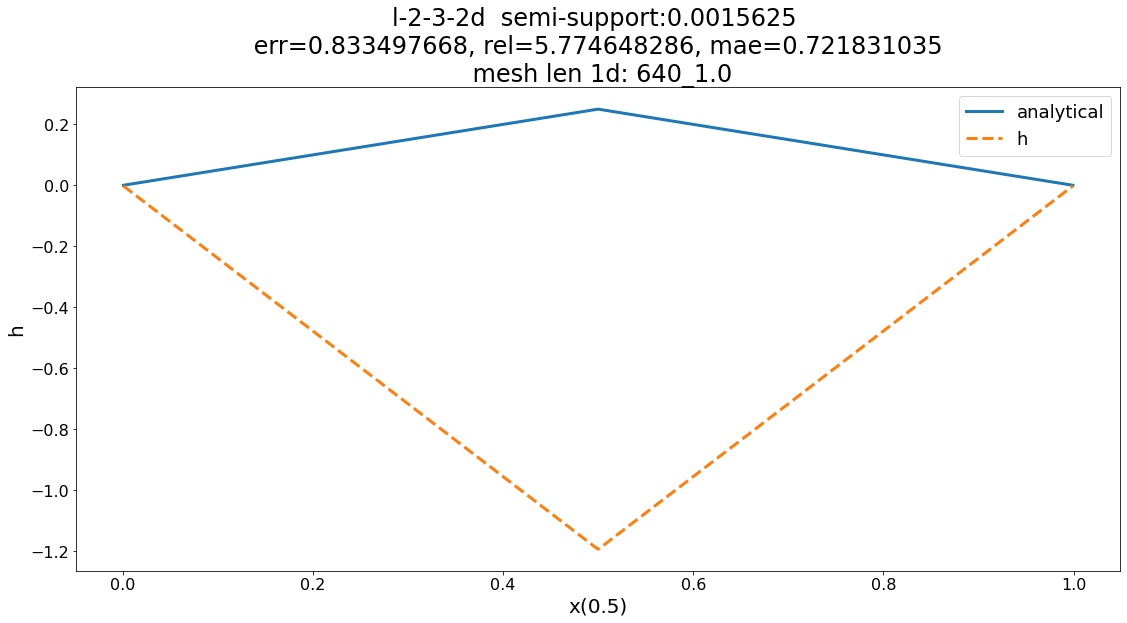 l-2-3-2d  semi-support:0.0015625
err=0.833497668, rel=5.774648286, mae=0.721831035
mesh len 1d: 640_1.0
analytical
h
0.2
0.0
−0.2
−0.4
−0.6
−0.8
−1.0
−1.2
h
0.0
0.2
0.4
0.6
0.8
1.0
x(0.5)